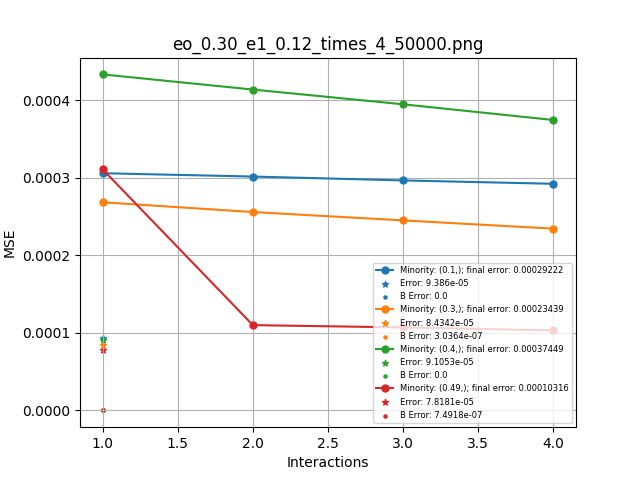 eo_0.30_e1_0.12_times_4_50000.png
MSE
0.0004
0.0003
0.0002
0.0001
0.0000
Minority: (0.1,); final error: 0.00029222
Error: 9.386e-05
B Error: 0.0
Minority: (0.3,); final error: 0.00023439
Error: 8.4342e-05
B Error: 3.0364e-07
Minority: (0.4,); final error: 0.00037449
Error: 9.1053e-05
B Error: 0.0
Minority: (0.49,); final error: 0.00010316
Error: 7.8181e-05
B Error: 7.4918e-07
1.0 1.5 2.0 2.5 3.0 3.5 4.0
Interactions